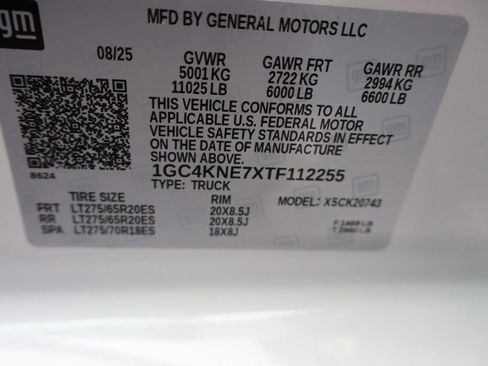 gm
MFD BY GENERAL MOTORS LLC
08/25 GVWR GAWR FRT GAWR RR
5001 KG 2722 KG 2994 KG
11025 LB 6000 LB 6600 LB
THIS VEHICLE CONFORMS TO ALL
APPLICABLE U.S. FEDERAL MOTOR
VEHICLE SAFETY STANDARDS IN EFFECT
ON THE DATE OF MANUFACTURE
SHOWN ABOVE.
8624 1GC4KNE7XTF112255
TYPE: TRUCK
TIRE SIZE RIM MODEL: X5CK20743
FRT LT275/65R20ES 20X8.5J
RR LT275/65R20ES 20X8.5J
SPA LT275/70R18ES 18X8J